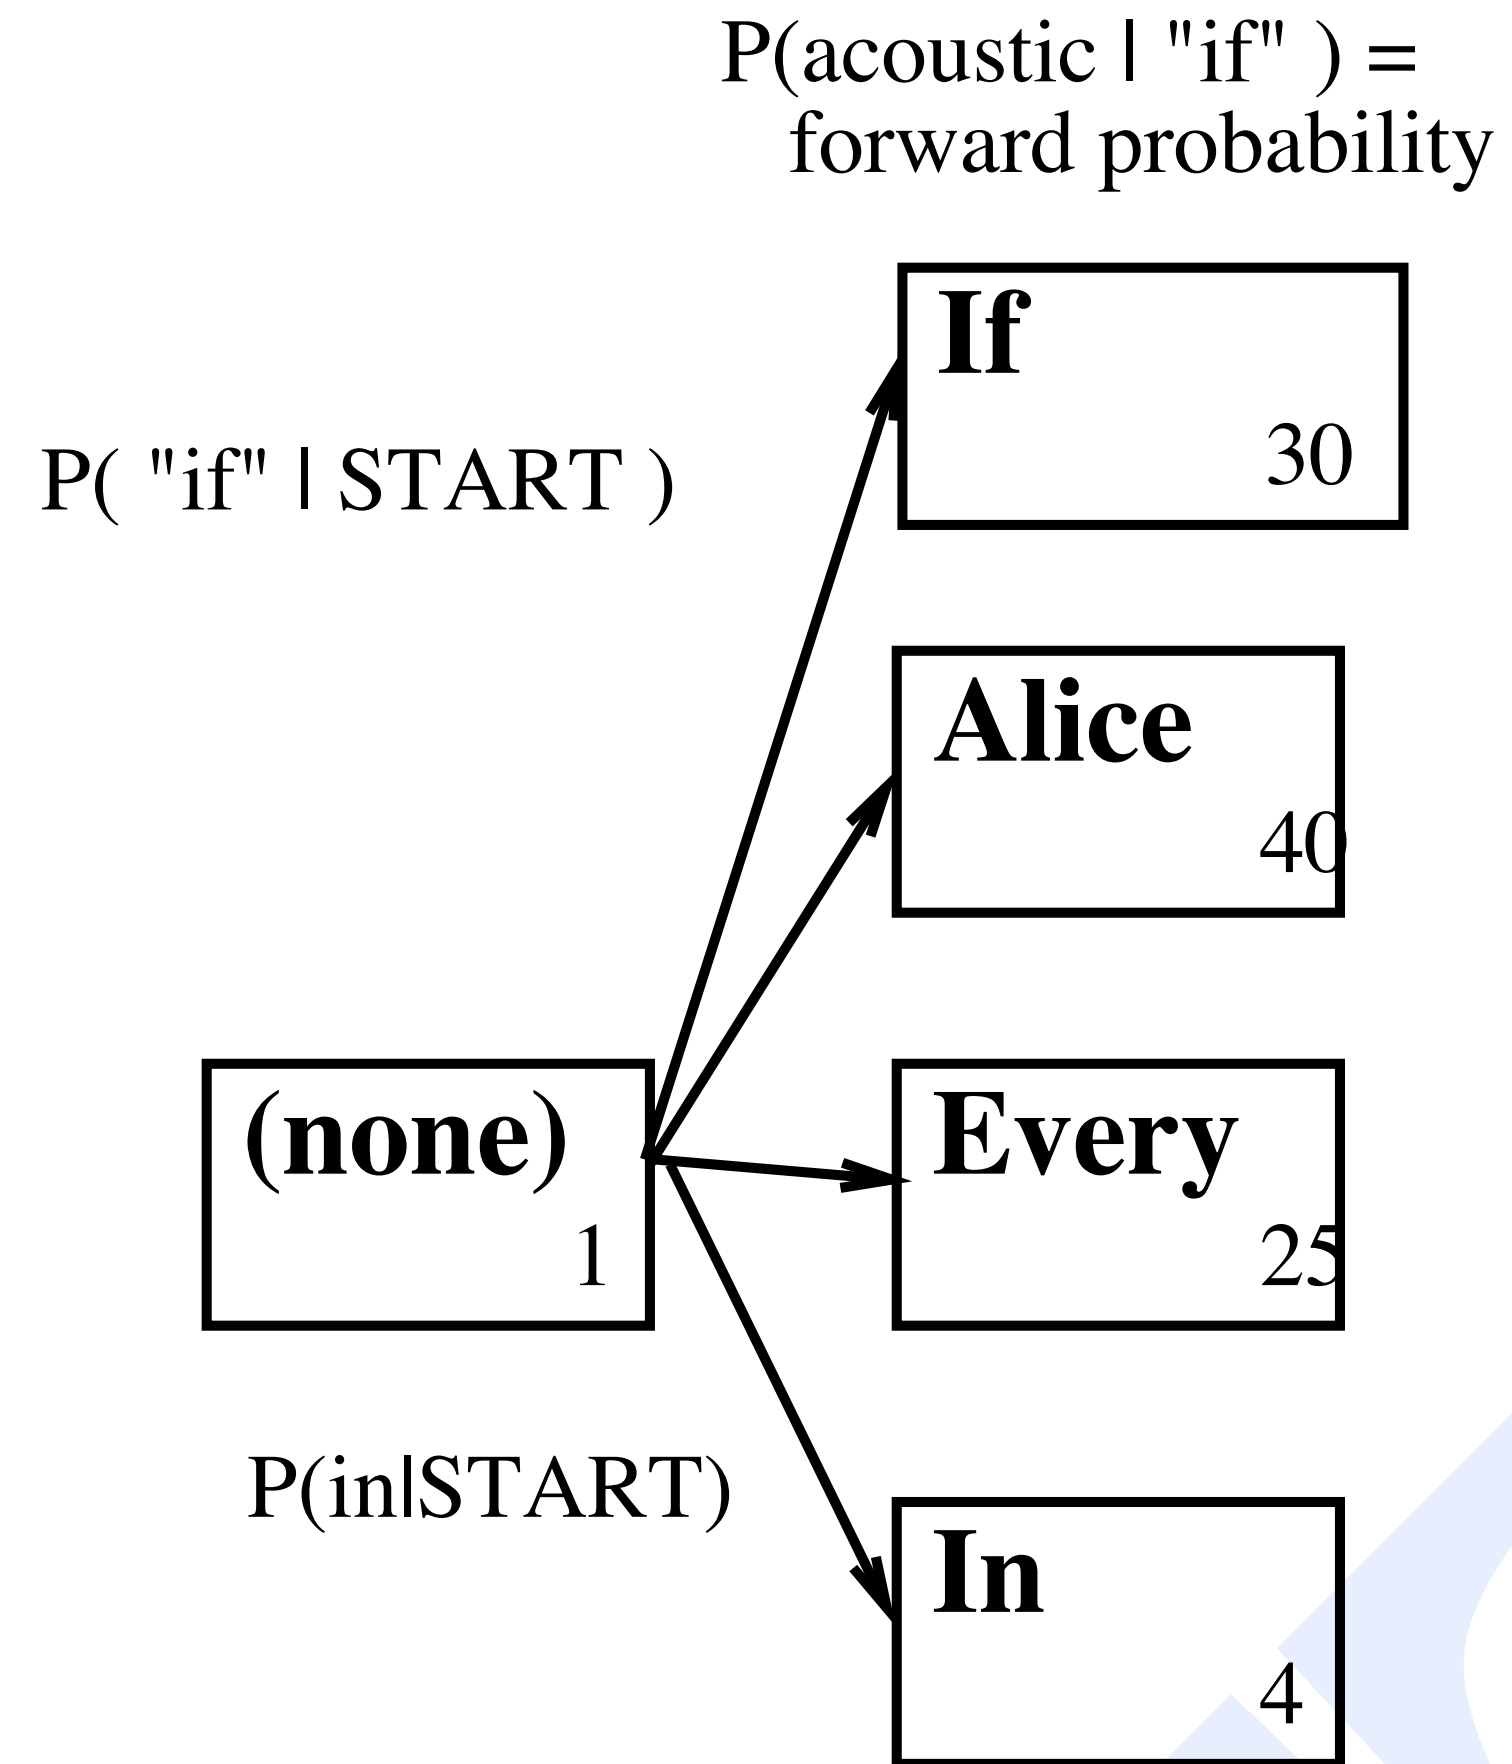 P(acoustic | "if" ) =
forward probability
If
30
P( "if" | START )
Alice
40
(none)
1
Every
25
P(in|START)
In
4